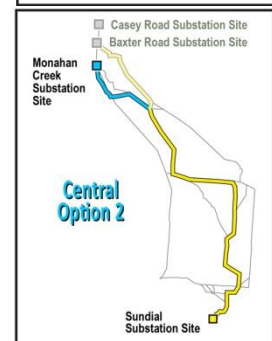 Casey Road Substation Site
Baxter Road Substation Site
Monahan
Creek
Substation
Site
Central
Option 2
Sundial
Substation Site